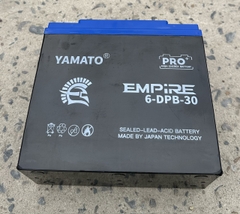 YAMATO
PRO
EMPIRE
6-DPB-30
SEALED-LEAD-ACID BATTERY
MADE BY JAPAN TECHNOLOGY